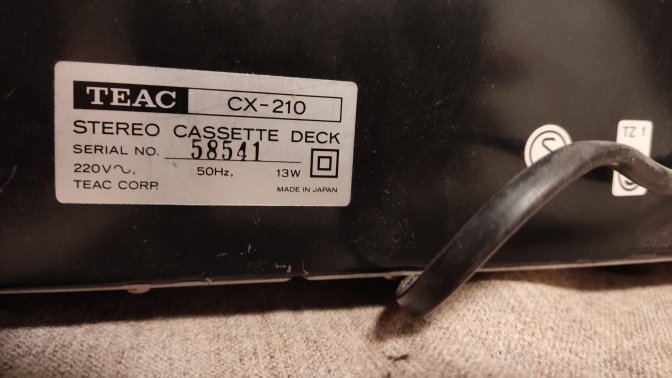 TEAC CX-210
STEREO CASSETTE DECK
SERIAL NO. 58541
220V~, 50Hz, 13W
TEAC CORP. MADE IN JAPAN
S
TZ 1
S